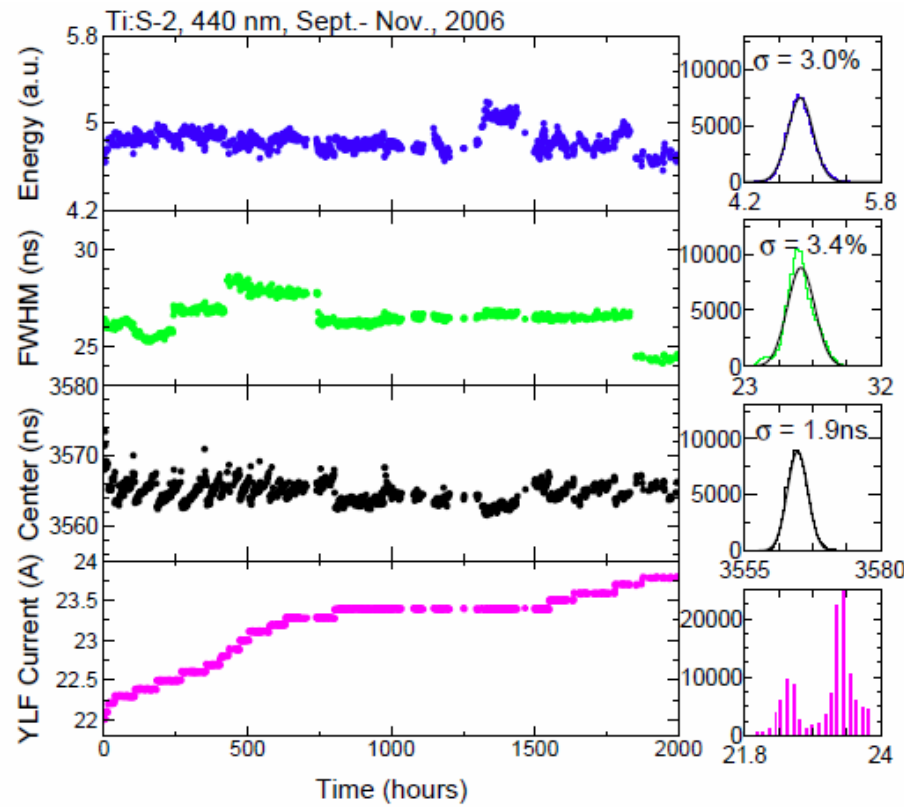 Ti:S-2, 440 nm, Sept.- Nov., 2006
Energy (a.u.)
5.8
5
4.2
10000
5000
0
σ = 3.0%
4.2 5.8
FWHM (ns)
30
25
10000
5000
0
σ = 3.4%
23 32
Center (ns)
3580
3570
3560
10000
5000
0
σ = 1.9ns
3555 3580
YLF Current (A)
24
23.5
23
22.5
22
20000
10000
0
21.8 24
0 500 1000 1500 2000
Time (hours)